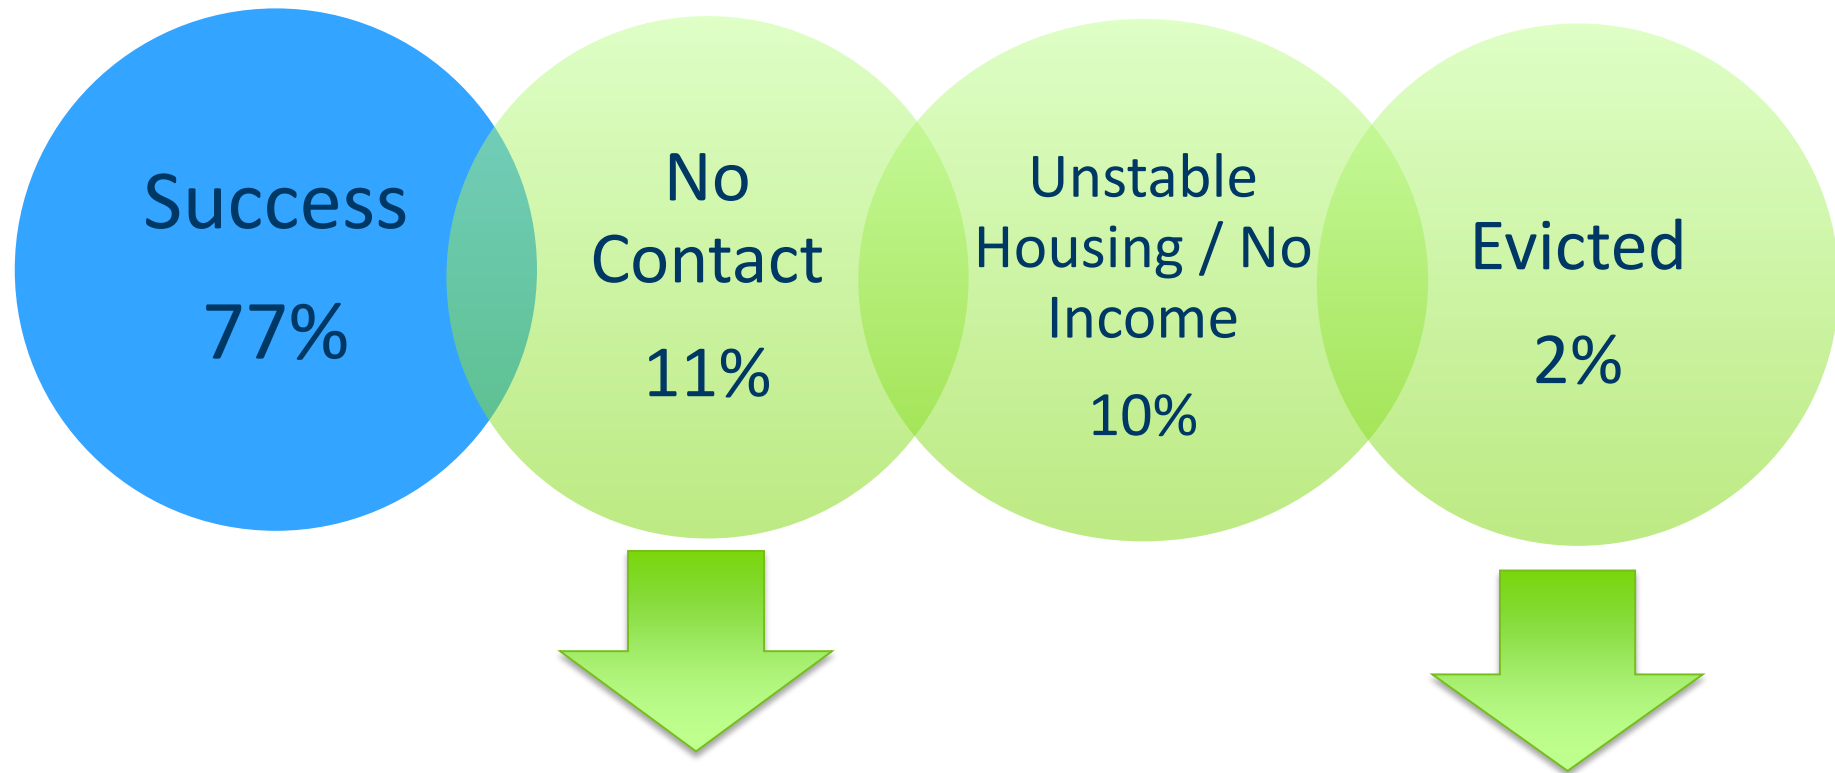 Success
77%
No
Contact
11%
Unstable
Housing / No
Income
10%
Evicted
2%